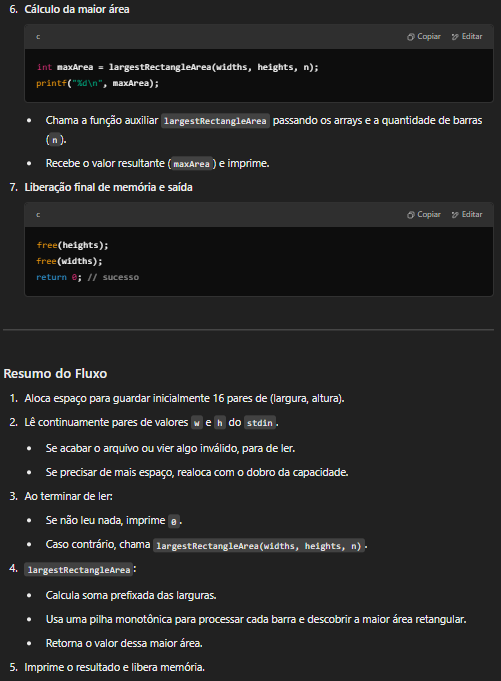 6. Cálculo da maior área
c Copiar Editar
int maxArea = largestRectangleArea(widths, heights, n);
printf("%d\n", maxArea);
• Chama a função auxiliar largestRectangleArea passando os arrays e a quantidade de barras
( n ).
• Recebe o valor resultante ( maxArea ) e imprime.
7. Liberação final de memória e saída
c Copiar Editar
free(heights);
free(widths);
return 0; // sucesso
Resumo do Fluxo
1. Aloca espaço para guardar inicialmente 16 pares de (largura, altura).
2. Lê continuamente pares de valores w e h do stdin .
• Se acabar o arquivo ou vier algo inválido, para de ler.
• Se precisar de mais espaço, realoca com o dobro da capacidade.
3. Ao terminar de ler:
• Se não leu nada, imprime 0 .
• Caso contrário, chama largestRectangleArea(widths, heights, n) .
4. largestRectangleArea :
• Calcula soma prefixada das larguras.
• Usa uma pilha monotônica para processar cada barra e descobrir a maior área retangular.
• Retorna o valor dessa maior área.
5. Imprime o resultado e libera memória.